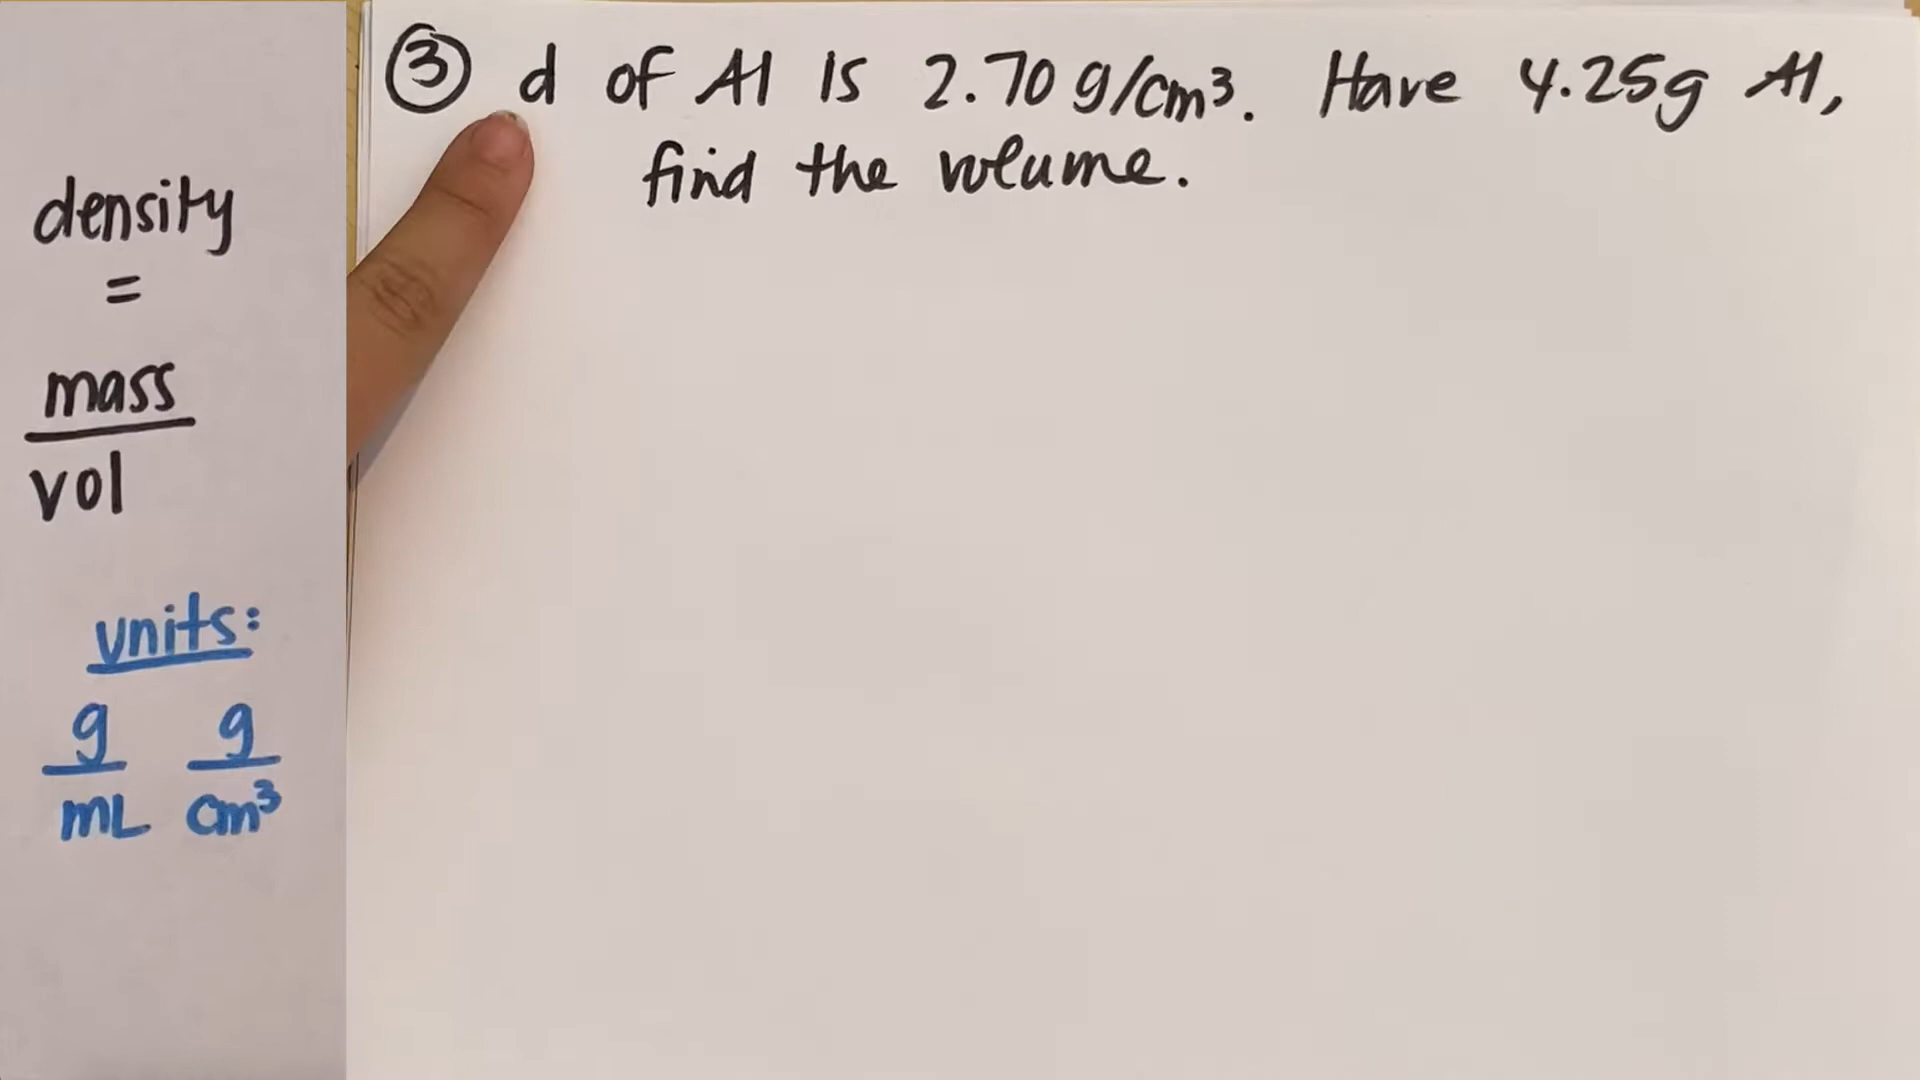 density
=
mass
vol
units:
g g
mL cm³
③ d of Al is 2.70 g/cm³. Have 4.25g Al,
find the volume.